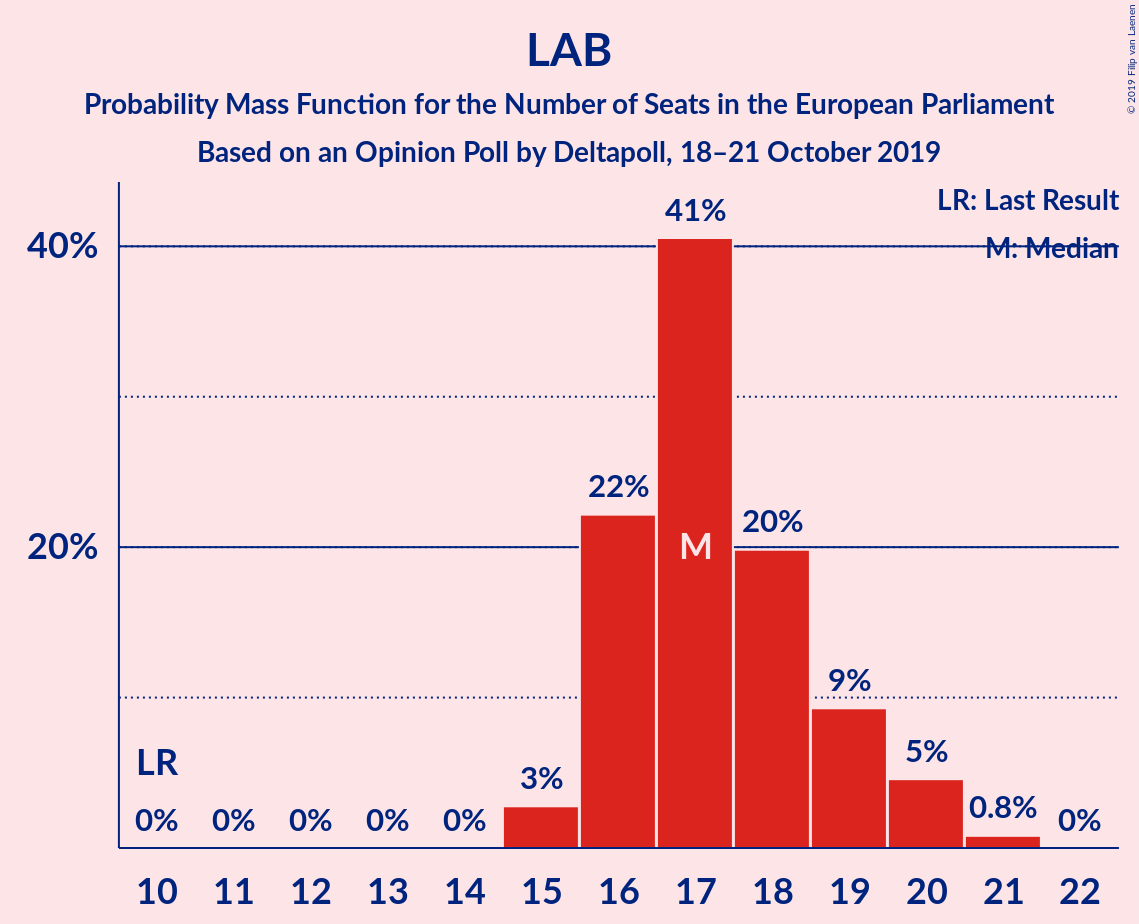 LAB
Probability Mass Function for the Number of Seats in the European Parliament
Based on an Opinion Poll by Deltapoll, 18–21 October 2019
© 2019 Filip van Laenen
LR: Last Result
M: Median
41%
40%
22%
20%
20%
M
9%
LR
5%
3%
0.8%
0% 0% 0% 0% 0% 0%
10 11 12 13 14 15 16 17 18 19 20 21 22